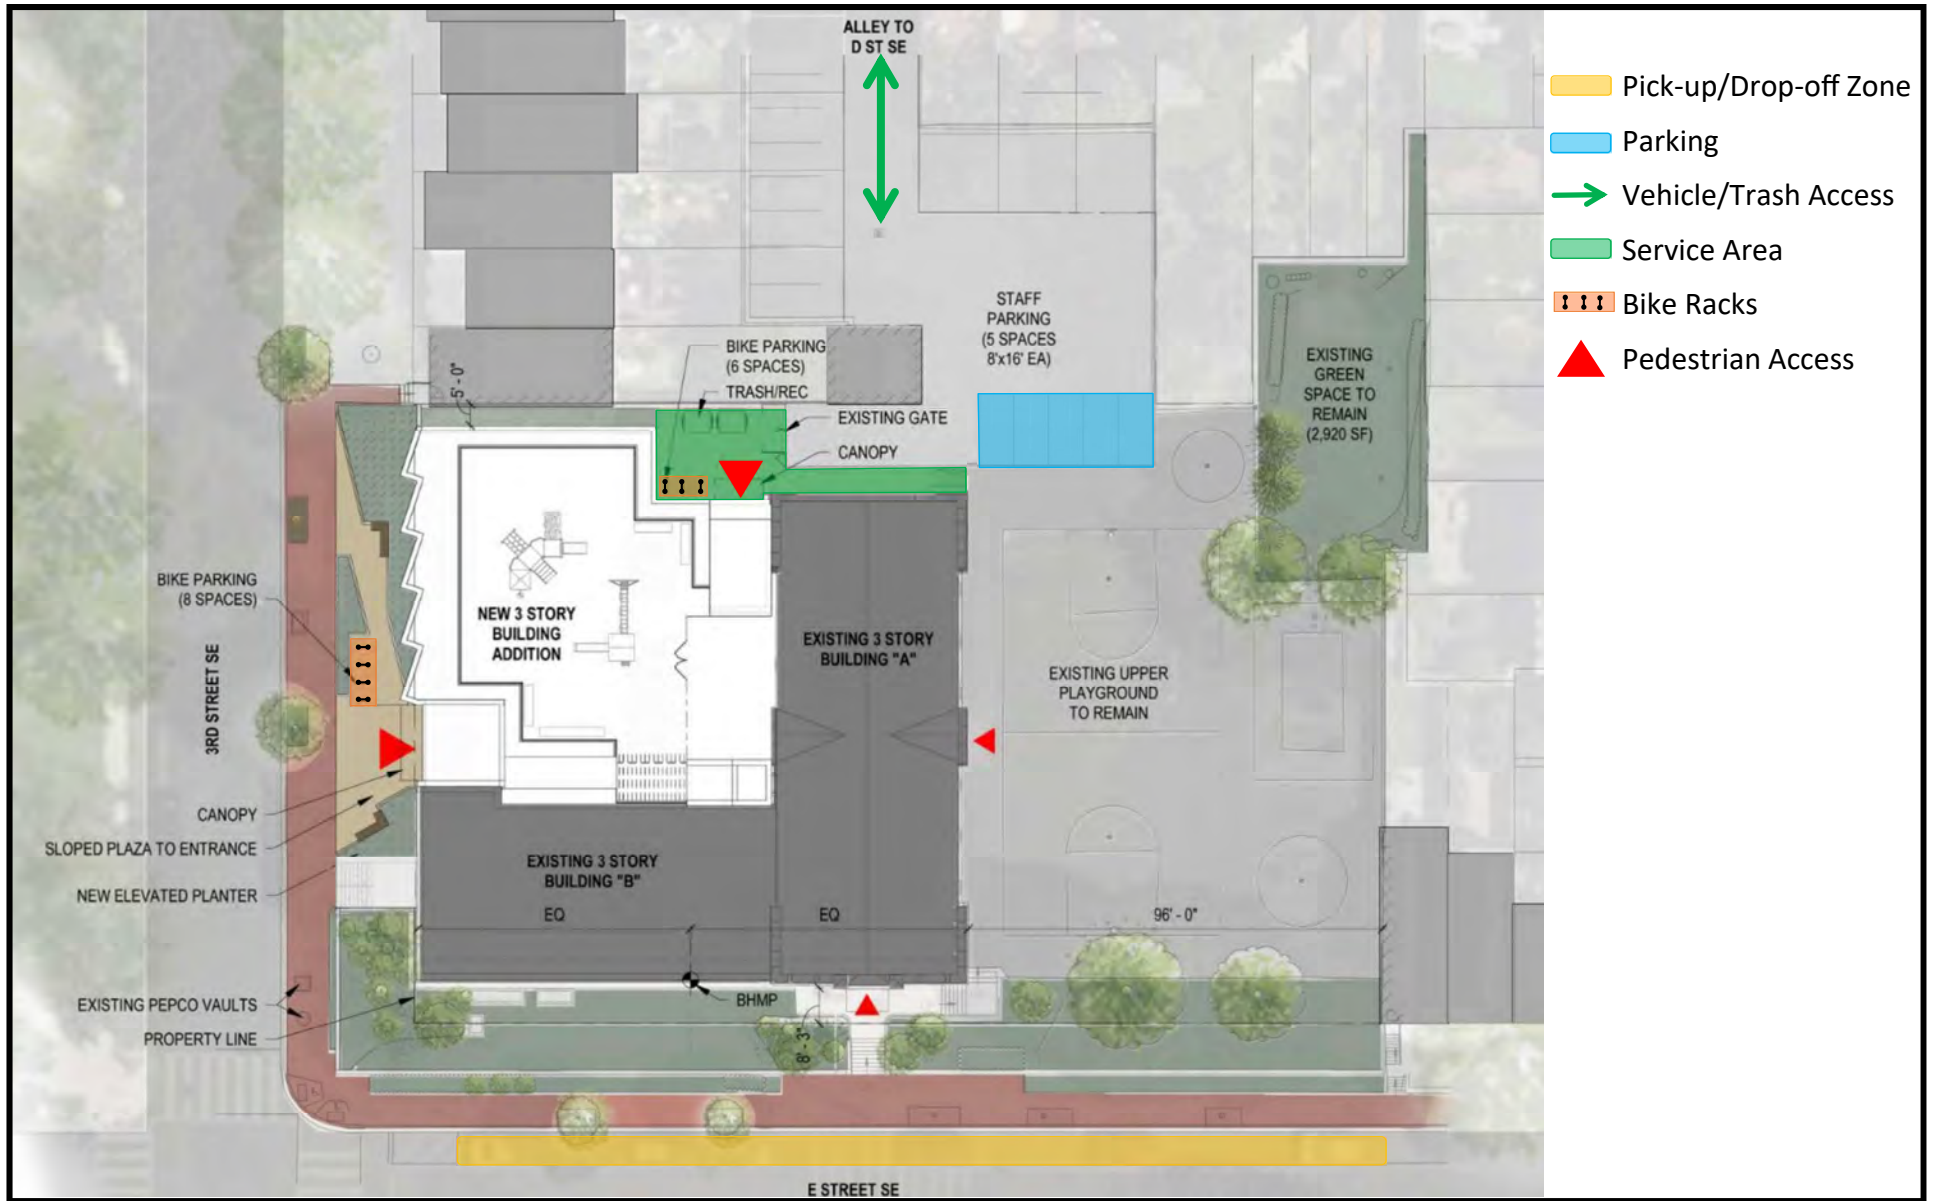 ALLEY TO
D ST SE
Pick-up/Drop-off Zone
Parking
Vehicle/Trash Access
Service Area
Bike Racks
Pedestrian Access
STAFF
PARKING
(5 SPACES
8'x16' EA)
BIKE PARKING
(6 SPACES)
TRASH/REC
EXISTING GATE
CANOPY
5' - 0"
EXISTING
GREEN
SPACE TO
REMAIN
(2,920 SF)
BIKE PARKING
(8 SPACES)
NEW 3 STORY
BUILDING
ADDITION
EXISTING 3 STORY
BUILDING "A"
EXISTING UPPER
PLAYGROUND
TO REMAIN
3RD STREET SE
CANOPY
SLOPED PLAZA TO ENTRANCE
NEW ELEVATED PLANTER
EXISTING 3 STORY
BUILDING "B"
EQ
EQ
96' - 0"
EXISTING PEPCO VAULTS
PROPERTY LINE
BHMP
8' - 3"
E STREET SE